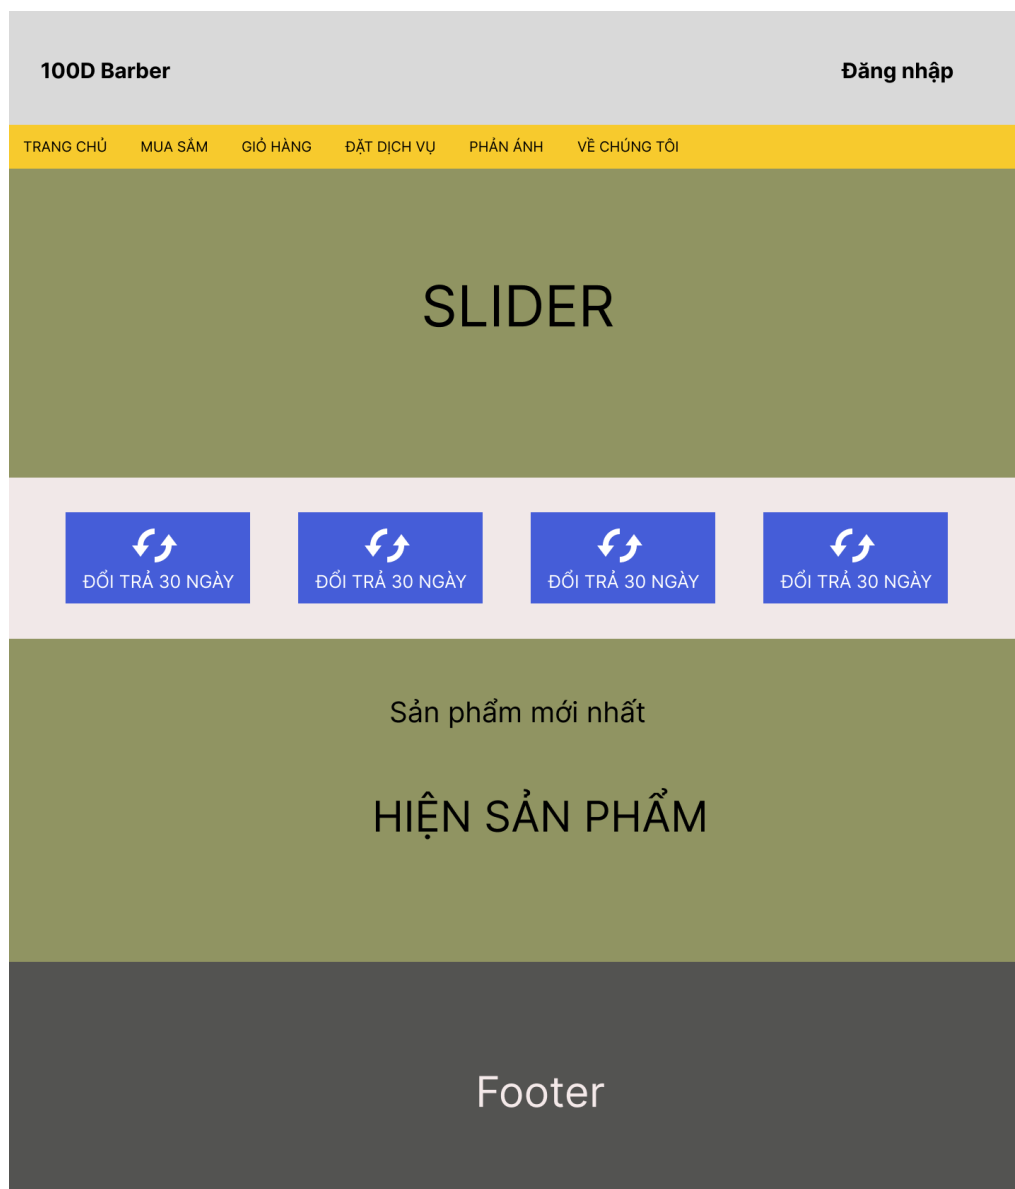 100D Barber
Đăng nhập
TRANG CHỦ MUA SẮM GIỎ HÀNG ĐẶT DỊCH VỤ PHẢN ÁNH VỀ CHÚNG TÔI
SLIDER
ĐỔI TRẢ 30 NGÀY
ĐỔI TRẢ 30 NGÀY
ĐỔI TRẢ 30 NGÀY
ĐỔI TRẢ 30 NGÀY
Sản phẩm mới nhất
HIỆN SẢN PHẨM
Footer